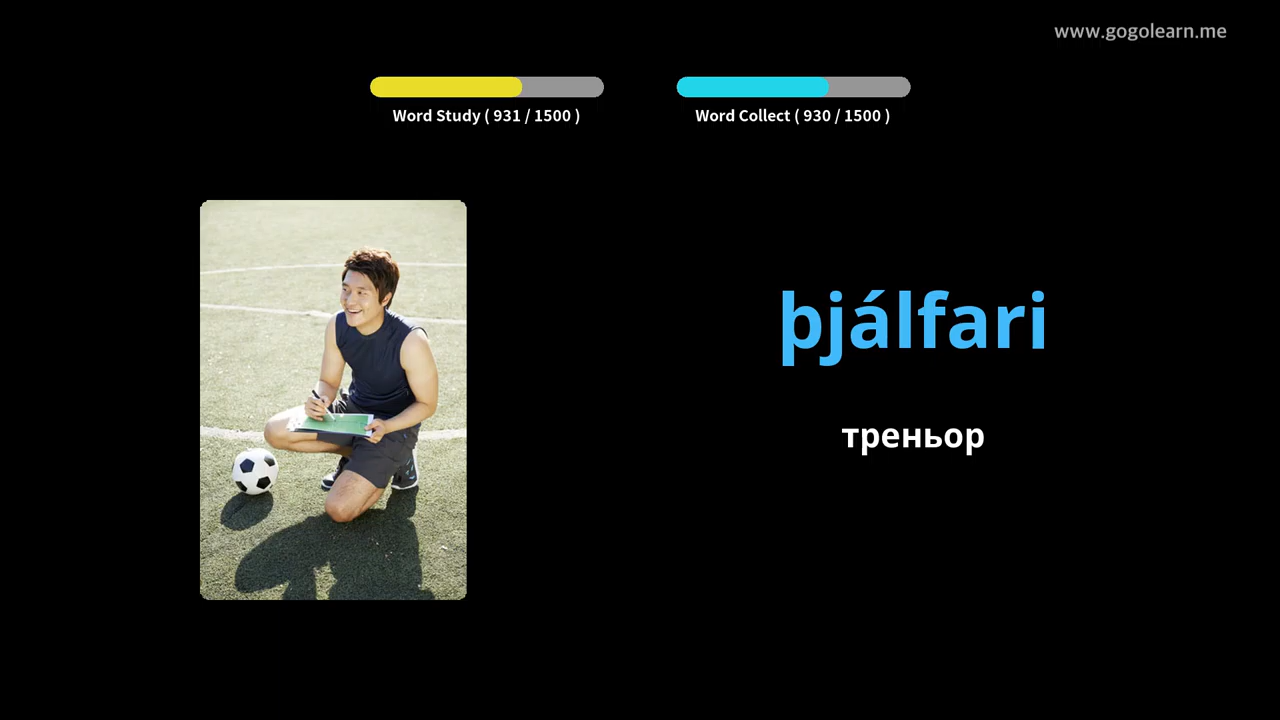 www.gogolearn.me
Word Study ( 931 / 1500 )
Word Collect ( 930 / 1500 )
þjálfari
треньор